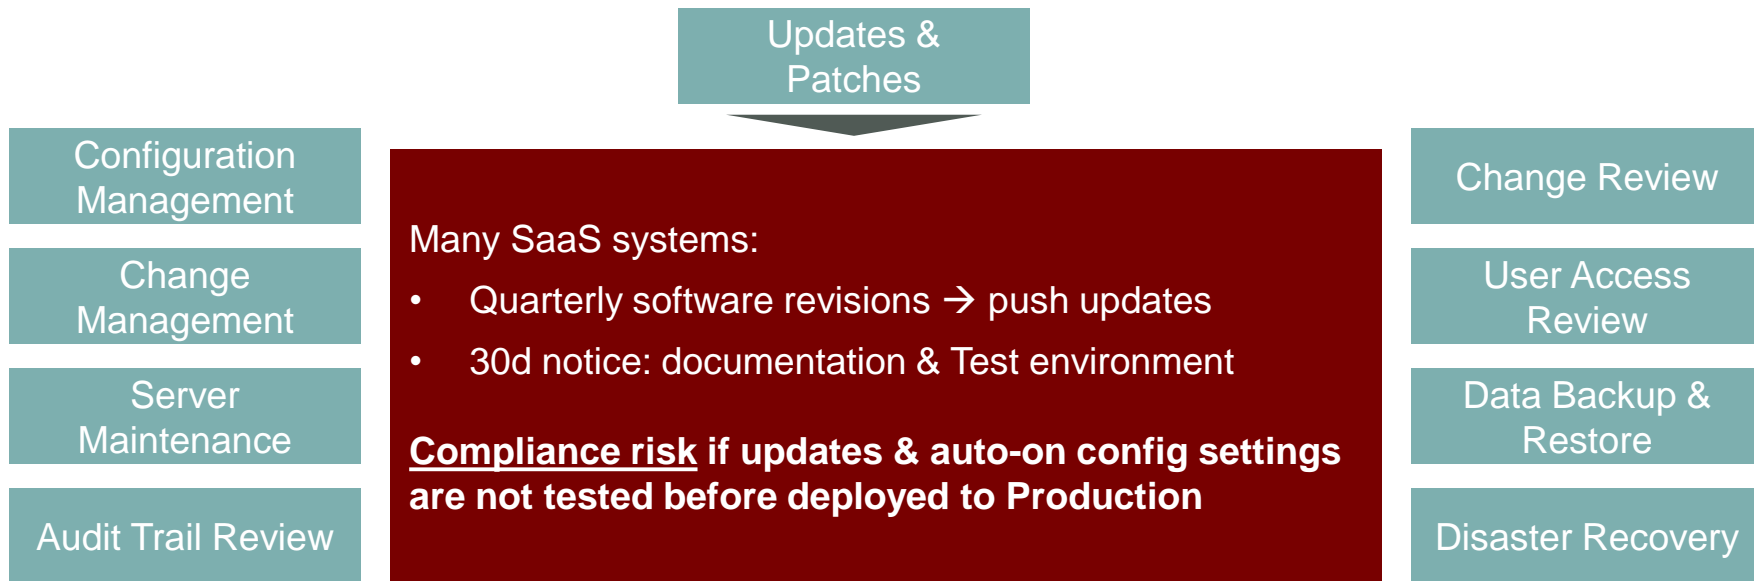 Updates &
Patches
Configuration
Management
Change
Management
Server
Maintenance
Audit Trail Review
Many SaaS systems:
• Quarterly software revisions → push updates
• 30d notice: documentation & Test environment
Compliance risk if updates & auto-on config settings
are not tested before deployed to Production
Change Review
User Access
Review
Data Backup &
Restore
Disaster Recovery